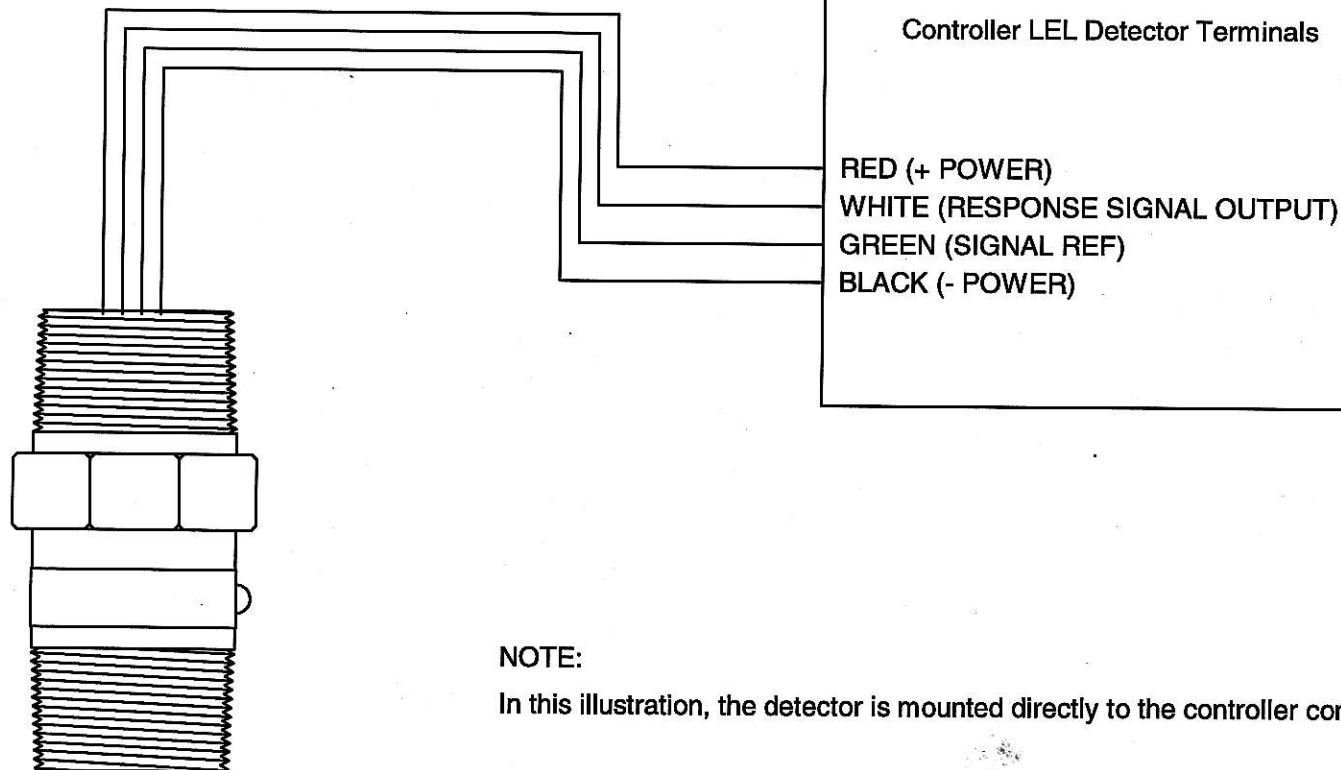 Controller LEL Detector Terminals
RED (+ POWER)
WHITE (RESPONSE SIGNAL OUTPUT)
GREEN (SIGNAL REF)
BLACK (- POWER)
NOTE:
In this illustration, the detector is mounted directly to the controller